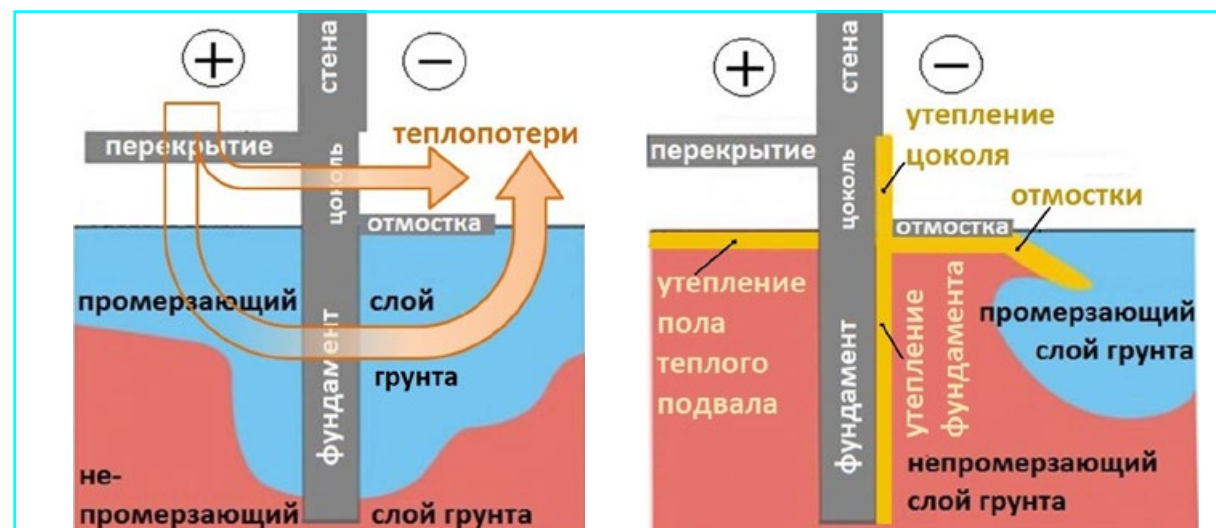 стена
перекрытие
теплопотери
цоколь
отмостка
промерзающий
слой
грунта
фундамент
не-
промерзающий
слой грунта
стена
утепление
цоколя
перекрытие
цоколь
отмостки
отмостка
утепление
пола
теплого
подвала
фундамент
утепление
фундамента
промерзающий
слой грунта
непромерзающий
слой грунта